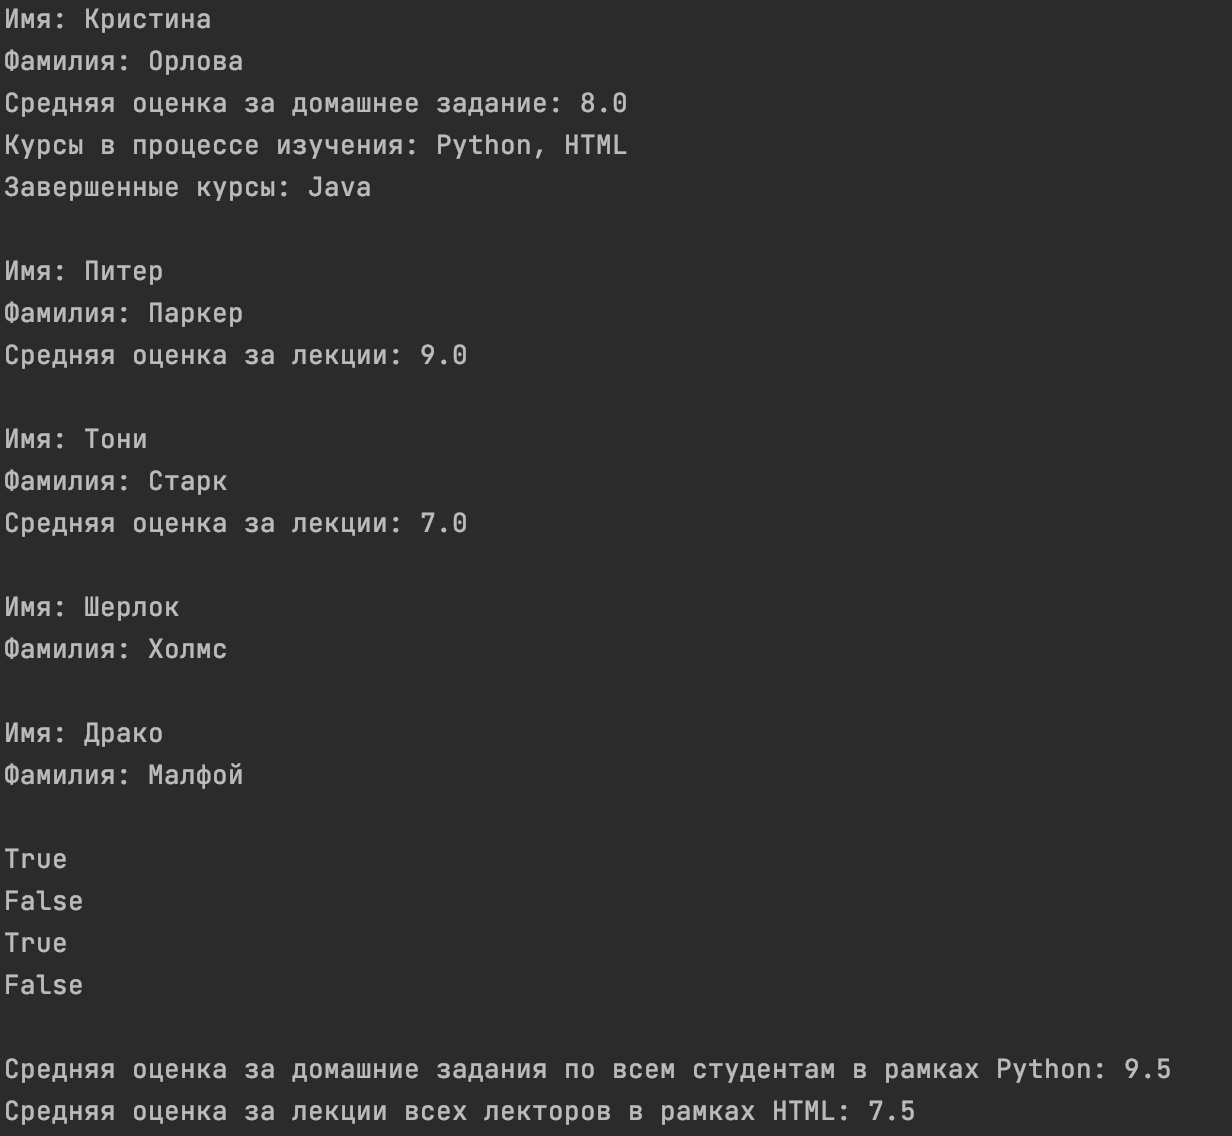 Имя: Кристина
Фамилия: Орлова
Средняя оценка за домашнее задание: 8.0
Курсы в процессе изучения: Python, HTML
Завершенные курсы: Java
Имя: Питер
Фамилия: Паркер
Средняя оценка за лекции: 9.0
Имя: Тони
Фамилия: Старк
Средняя оценка за лекции: 7.0
Имя: Шерлок
Фамилия: Холмс
Имя: Драко
Фамилия: Малфой
True
False
True
False
Средняя оценка за домашние задания по всем студентам в рамках Python: 9.5
Средняя оценка за лекции всех лекторов в рамках HTML: 7.5